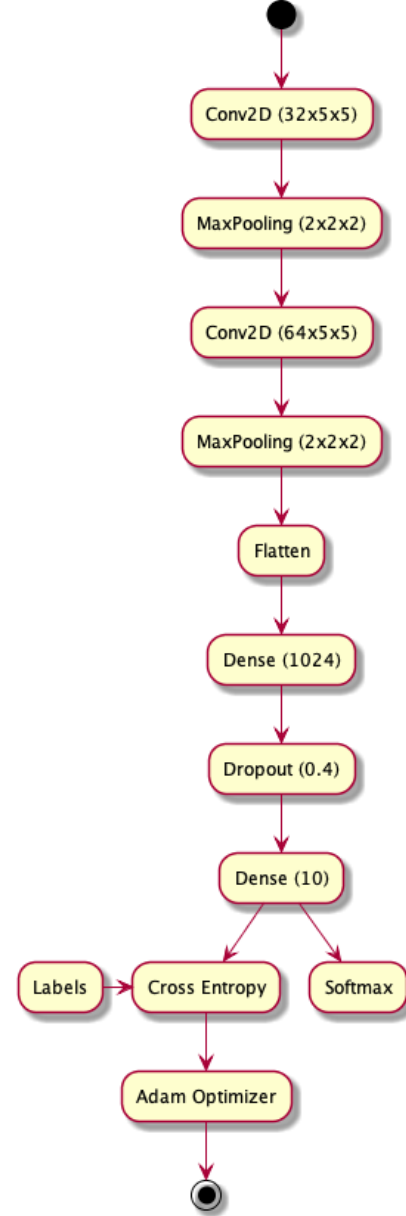 Conv2D (32x5x5)
MaxPooling (2x2x2)
Conv2D (64x5x5)
MaxPooling (2x2x2)
Flatten
Dense (1024)
Dropout (0.4)
Dense (10)
Labels
Cross Entropy
Softmax
Adam Optimizer